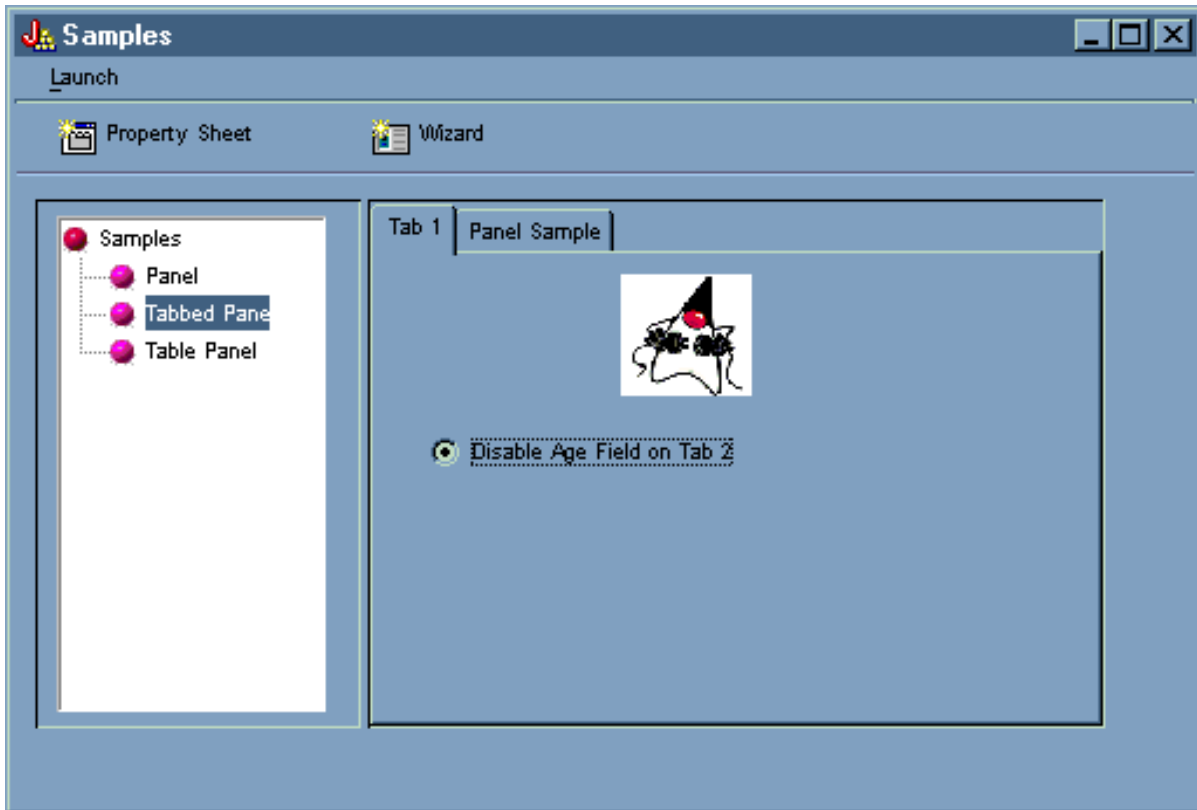 Samples
Launch
Property Sheet
Wizard
Samples
Panel
Tabbed Pane
Table Panel
Tab 1
Panel Sample
Disable Age Field on Tab 2